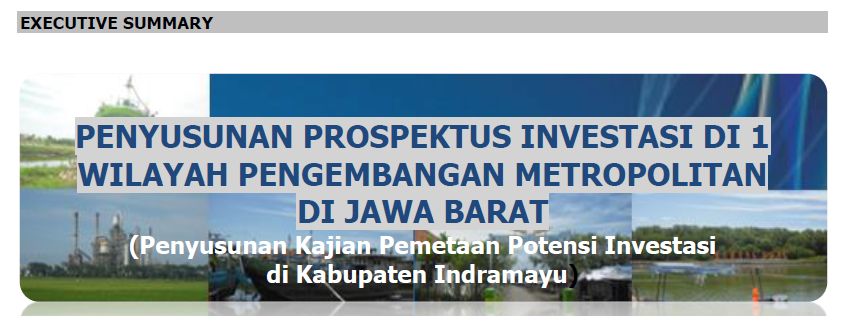 EXECUTIVE SUMMARY
PENYUSUNAN PROSPEKTUS INVESTASI DI 1
WILAYAH PENGEMBANGAN METROPOLITAN
DI JAWA BARAT
(Penyusunan Kajian Pemetaan Potensi Investasi
di Kabupaten Indramayu)